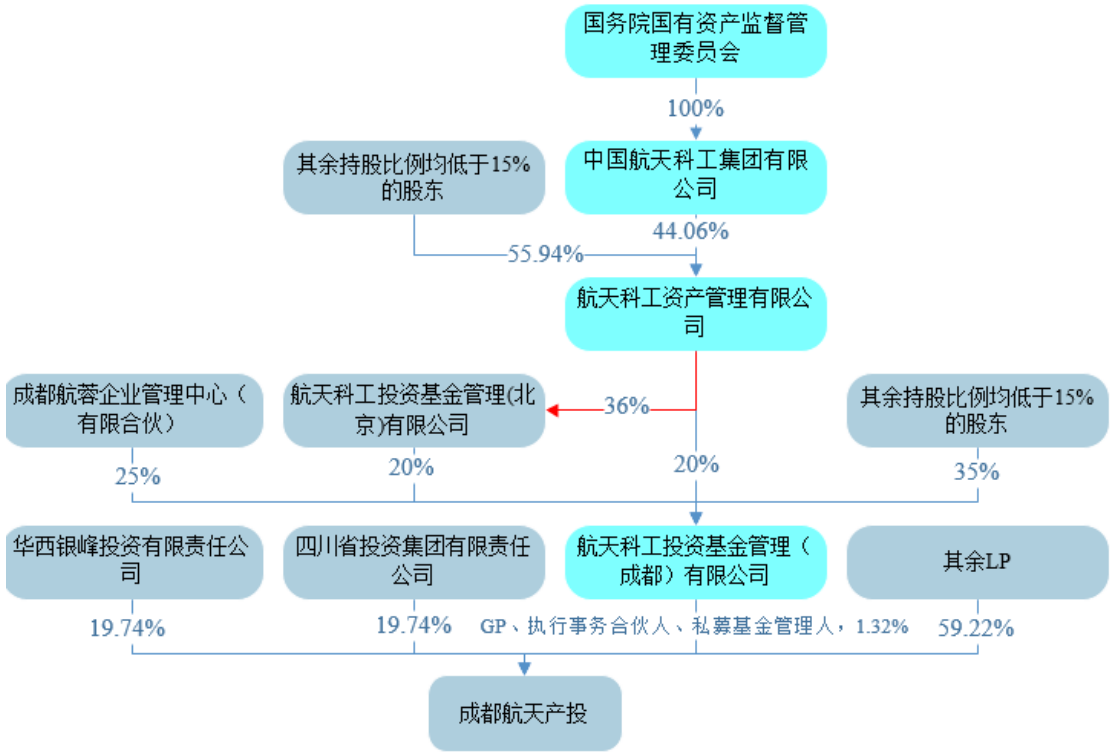 国务院国有资产监督管
理委员会
100%
其余持股比例均低于15%
的股东
中国航天科工集团有限
公司
44.06%
55.94%
航天科工资产管理有限公
司
成都航蓉企业管理中心（
有限合伙）
航天科工投资基金管理(北
京)有限公司
36%
其余持股比例均低于15%
的股东
25%
20%
20%
35%
华西银峰投资有限责任公
司
四川省投资集团有限责任
公司
航天科工投资基金管理（
成都）有限公司
其余LP
19.74%
19.74%
GP、执行事务合伙人、私募基金管理人，1.32%
59.22%
成都航天产投